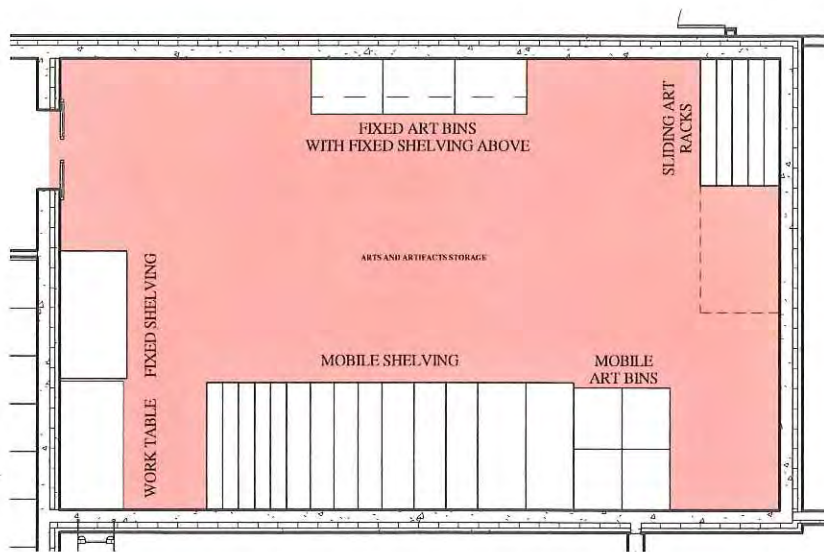 FIXED ART BINS
WITH FIXED SHELVING ABOVE
SLIDING ART
RACKS
ARTS AND ARTIFACTS STORAGE
FIXED SHELVING
MOBILE SHELVING
MOBILE
ART BINS
WORK TABLE